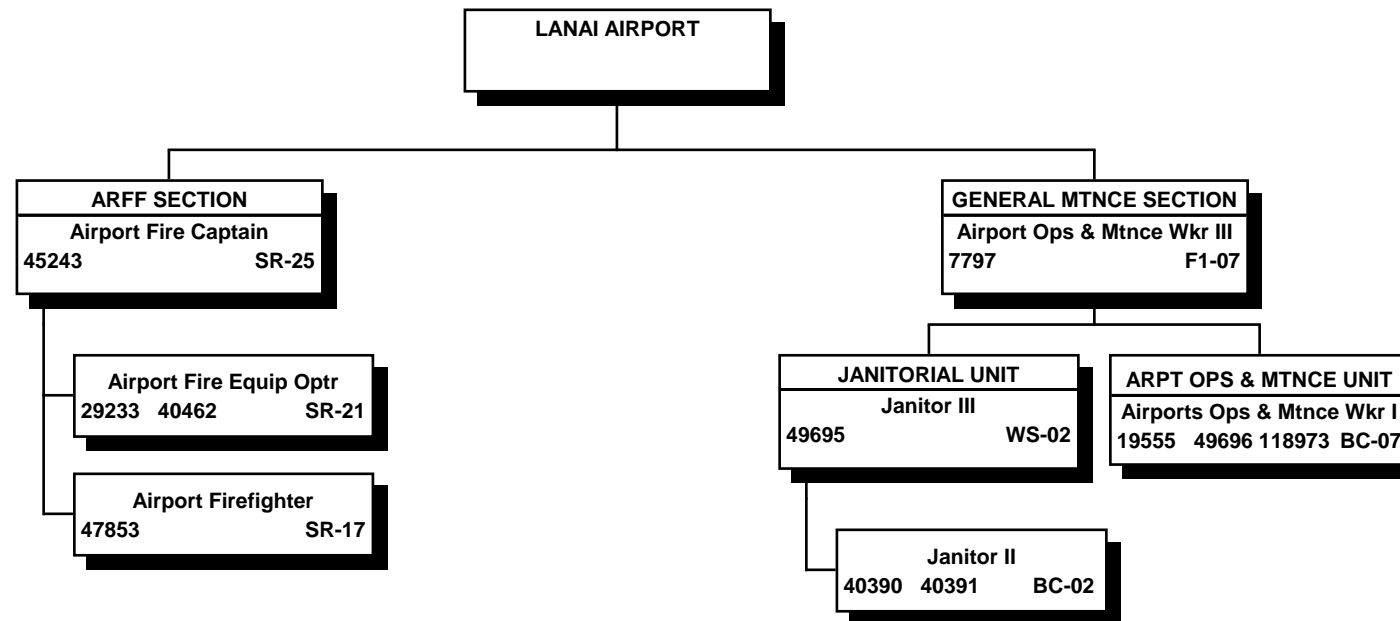 LANAI AIRPORT
ARFF SECTION
Airport Fire Captain
45243 SR-25
GENERAL MTNCE SECTION
Airport Ops & Mtnce Wkr III
7797 F1-07
Airport Fire Equip Optr
29233 40462 SR-21
Airport Firefighter
47853 SR-17
JANITORIAL UNIT
Janitor III
49695 WS-02
ARPT OPS & MTNCE UNIT
Airports Ops & Mtnce Wkr I
19555 49696 118973 BC-07
Janitor II
40390 40391 BC-02